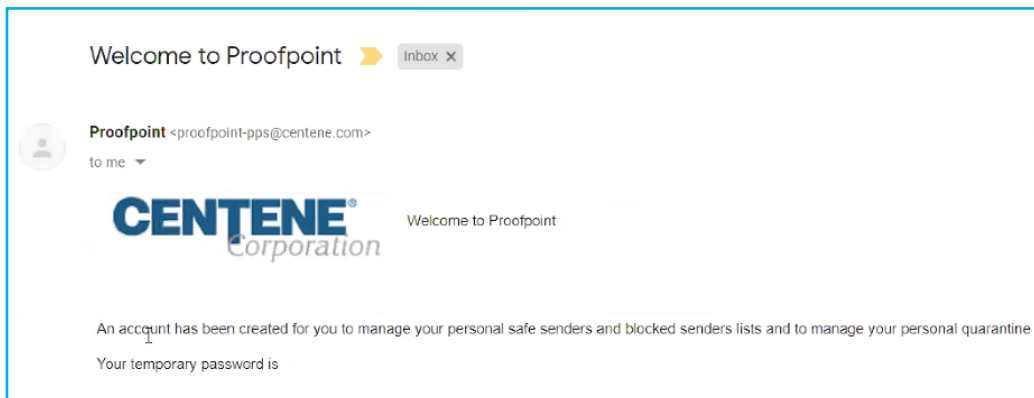 Welcome to Proofpoint Inbox X
Proofpoint <proofpoint-pps@centene.com>
to me
CENTENE®
Corporation
Welcome to Proofpoint
An account has been created for you to manage your personal safe senders and blocked senders lists and to manage your personal quarantine
Your temporary password is